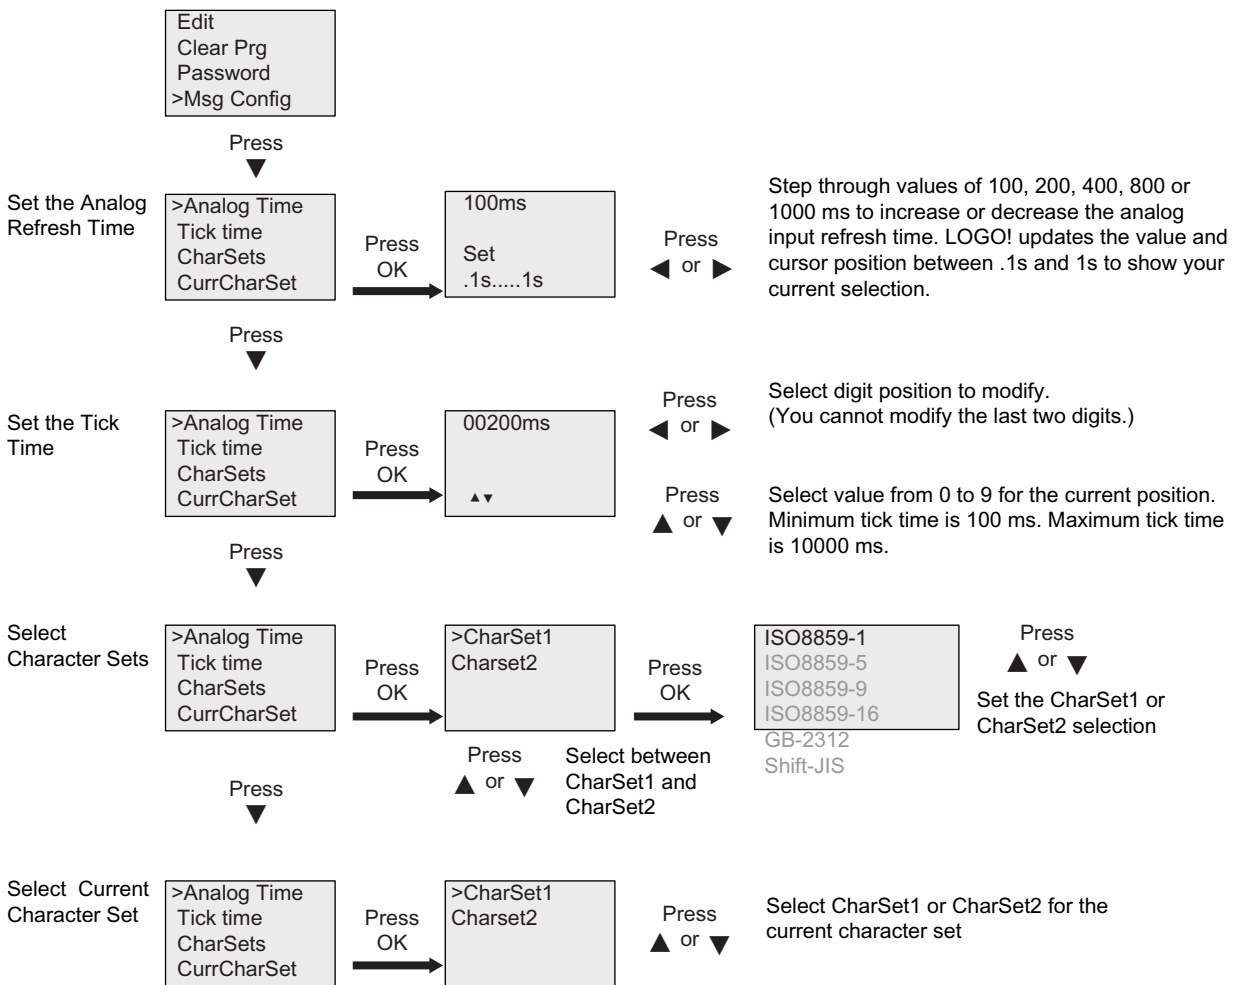 Edit
Clear Prg
Password
>Msg Config
Press
▼
Set the Analog
Refresh Time
>Analog Time
Tick time
CharSets
CurrCharSet
Press
OK
100ms
Set
.1s.....1s
Press
◀ or ▶
Step through values of 100, 200, 400, 800 or
1000 ms to increase or decrease the analog
input refresh time. LOGO! updates the value and
cursor position between .1s and 1s to show your
current selection.
Press
▼
Set the Tick
Time
>Analog Time
Tick time
CharSets
CurrCharSet
Press
OK
00200ms
▲▼
Press
◀ or ▶
Select digit position to modify.
(You cannot modify the last two digits.)
Press
▲ or ▼
Select value from 0 to 9 for the current position.
Minimum tick time is 100 ms. Maximum tick time
is 10000 ms.
Press
▼
Select
Character Sets
>Analog Time
Tick time
CharSets
CurrCharSet
Press
OK
>CharSet1
Charset2
Press
▲ or ▼
Select between
CharSet1 and
CharSet2
Press
OK
ISO8859-1
ISO8859-5
ISO8859-9
ISO8859-16
GB-2312
Shift-JIS
Press
▲ or ▼
Set the CharSet1 or
CharSet2 selection
Press
▼
Select Current
Character Set
>Analog Time
Tick time
CharSets
CurrCharSet
Press
OK
>CharSet1
Charset2
Press
▲ or ▼
Select CharSet1 or CharSet2 for the
current character set